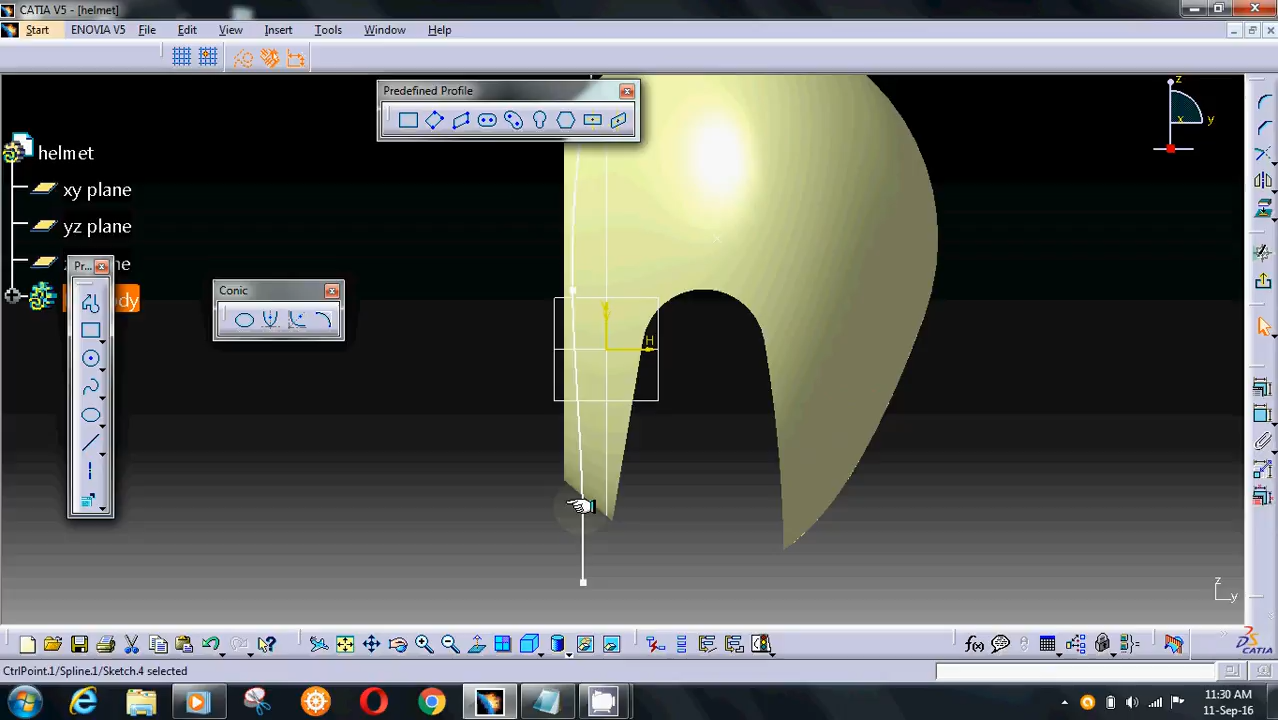 CATIA V5 - [helmet]
Start ENOVIA V5 File Edit View Insert Tools Window Help
Predefined Profile
z
x
y
helmet
xy plane
yz plane
Pr...
Conic
H
z
y
CATIA
CtrlPoint.1/Spline.1/Sketch.4 selected
11:30 AM
11-Sep-16